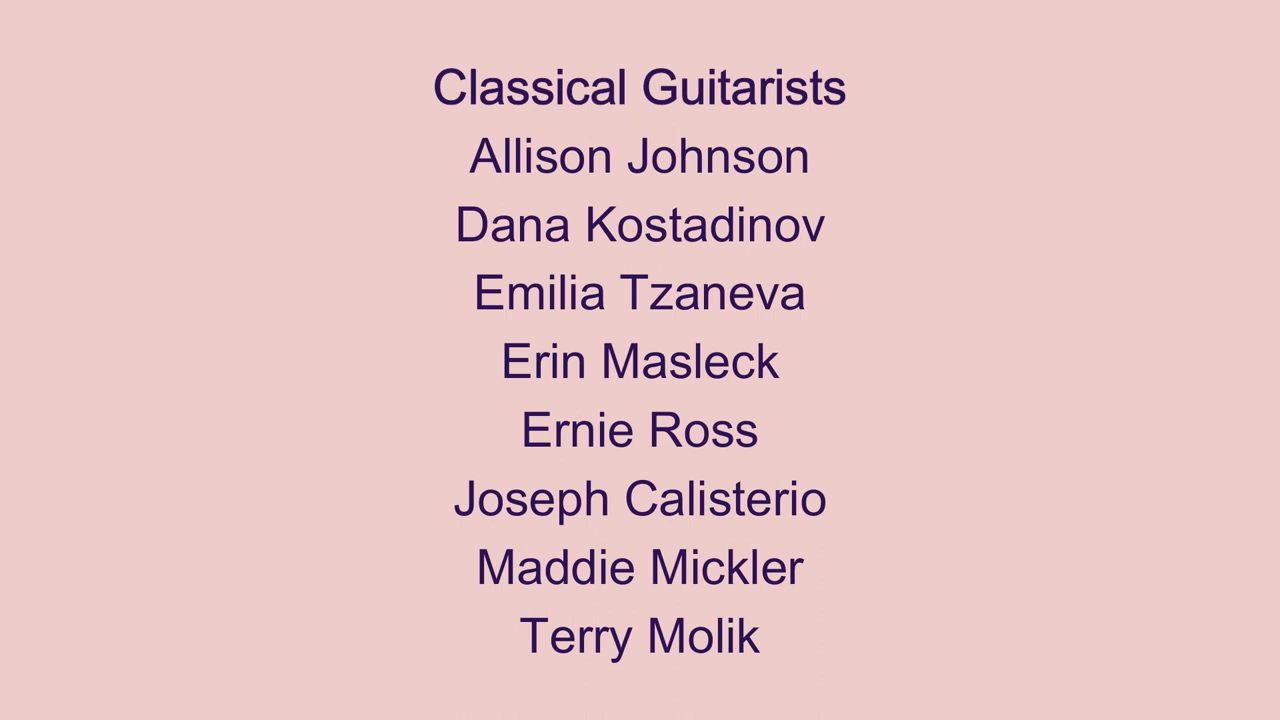 Classical Guitarists
Allison Johnson
Dana Kostadinov
Emilia Tzaneva
Erin Masleck
Ernie Ross
Joseph Calisterio
Maddie Mickler
Terry Molik